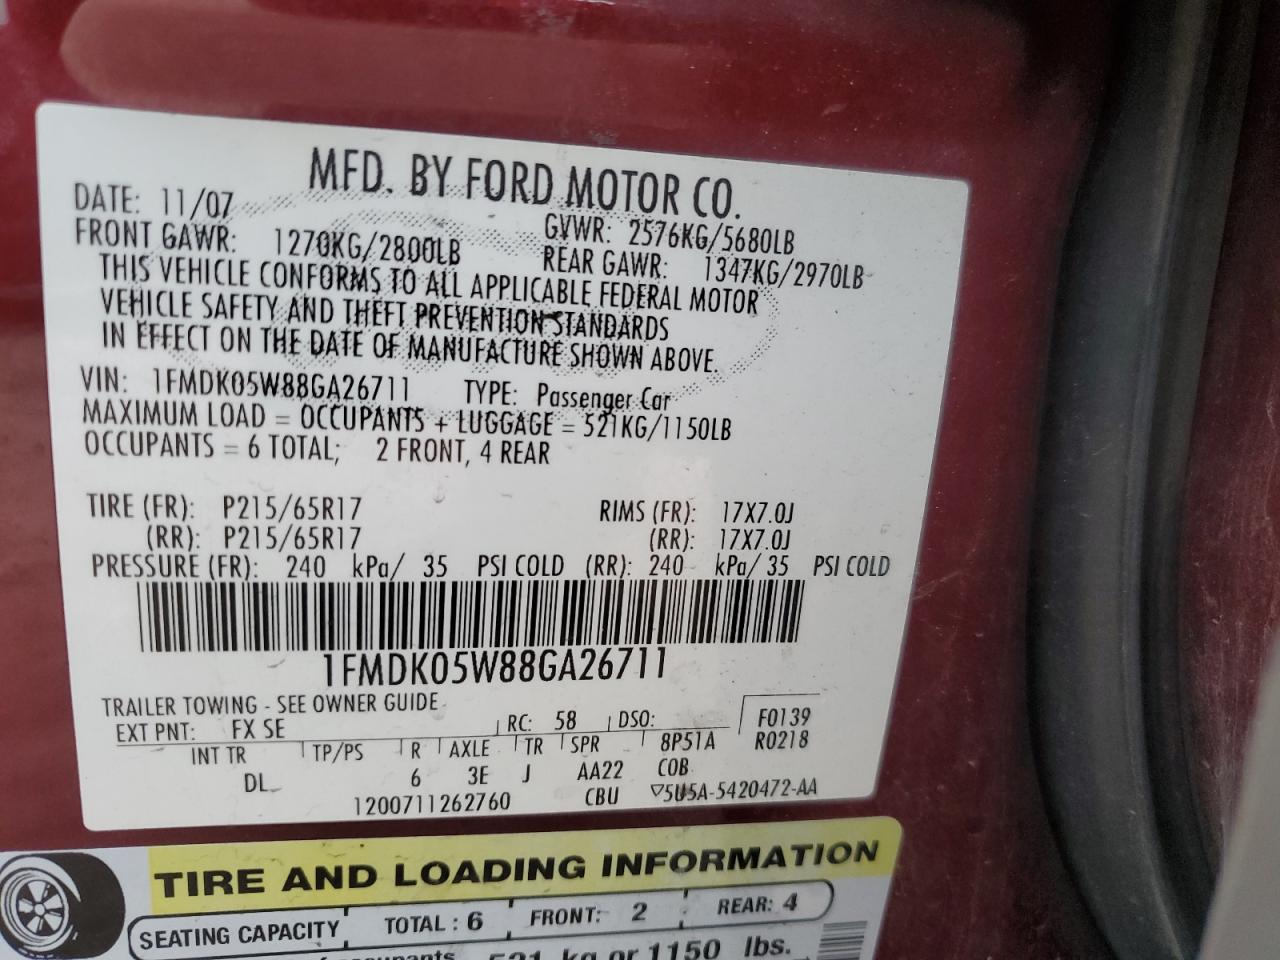 MFD. BY FORD MOTOR CO.
DATE: 11/07 GVWR: 2576KG/5680LB
FRONT GAWR: 1270KG/2800LB REAR GAWR: 1347KG/2970LB
THIS VEHICLE CONFORMS TO ALL APPLICABLE FEDERAL MOTOR
VEHICLE SAFETY AND THEFT PREVENTION STANDARDS
IN EFFECT ON THE DATE OF MANUFACTURE SHOWN ABOVE.
VIN: 1FMDK05W88GA26711 TYPE: Passenger Car
MAXIMUM LOAD = OCCUPANTS + LUGGAGE = 521KG/1150LB
OCCUPANTS = 6 TOTAL; 2 FRONT, 4 REAR
TIRE (FR): P215/65R17 RIMS (FR): 17X7.0J
(RR): P215/65R17 (RR): 17X7.0J
PRESSURE (FR): 240 kPa/ 35 PSI COLD (RR): 240 kPa/ 35 PSI COLD
1FMDK05W88GA26711
TRAILER TOWING - SEE OWNER GUIDE
EXT PNT: FX SE RC: 58 DSO: F0139
INT TR TP/PS R AXLE TR SPR 8P51A R0218
DL 6 3E J AA22 COB
1200711262760 CBU ▽5U5A-5420472-AA
TIRE AND LOADING INFORMATION
SEATING CAPACITY TOTAL : 6 FRONT: 2 REAR: 4
occupants 521 kg or 1150 lbs.